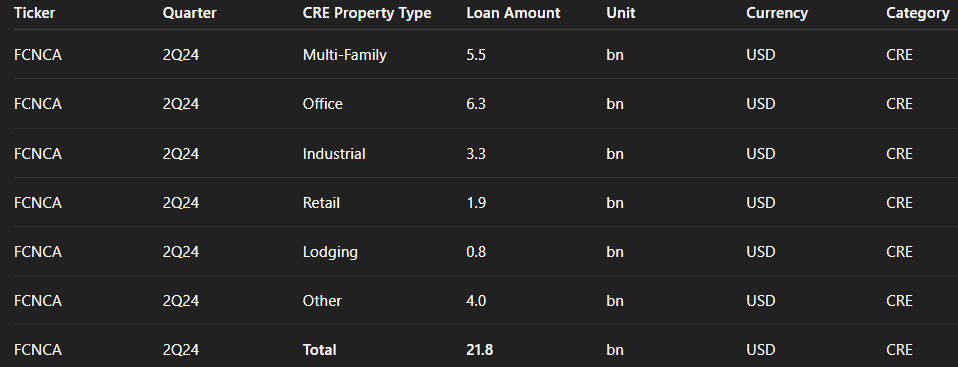 Ticker Quarter CRE Property Type Loan Amount Unit Currency Category
FCNCA 2Q24 Multi-Family 5.5 bn USD CRE
FCNCA 2Q24 Office 6.3 bn USD CRE
FCNCA 2Q24 Industrial 3.3 bn USD CRE
FCNCA 2Q24 Retail 1.9 bn USD CRE
FCNCA 2Q24 Lodging 0.8 bn USD CRE
FCNCA 2Q24 Other 4.0 bn USD CRE
FCNCA 2Q24 Total 21.8 bn USD CRE